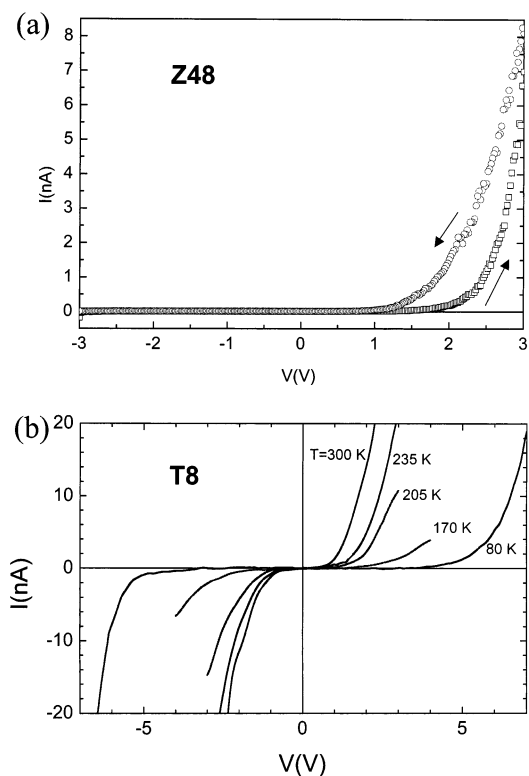 (a)
Z48
8
7
6
5
4
3
2
1
0
I(nA)
-3 -2 -1 0 1 2 3
V(V)
(b)
T8
20
10
0
-10
-20
I(nA)
T=300 K
235 K
205 K
170 K
80 K
-5 0 5
V(V)